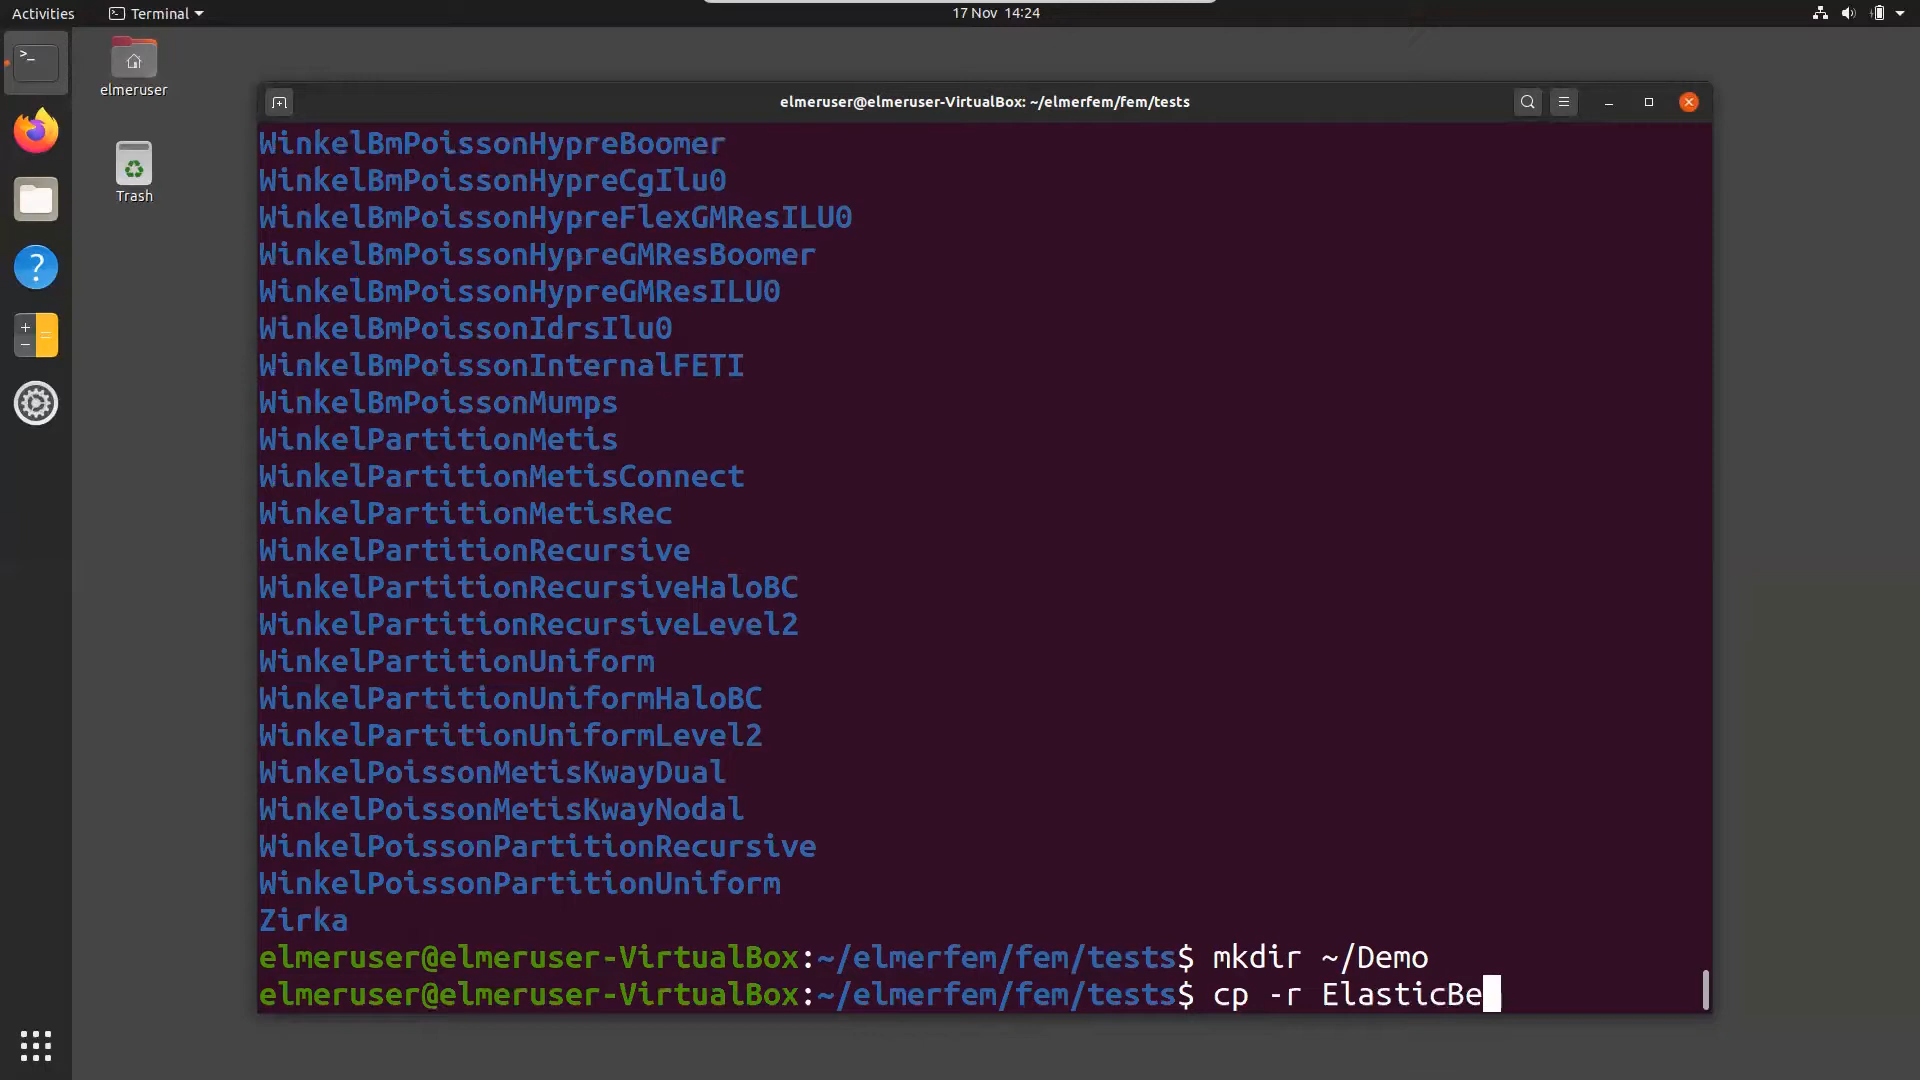 Activities
Terminal
17 Nov 14:24
elmeruser
Trash
elmeruser@elmeruser-VirtualBox: ~/elmerfem/fem/tests
WinkelBmPoissonHypreBoomer
WinkelBmPoissonHypreCgIlu0
WinkelBmPoissonHypreFlexGMResILU0
WinkelBmPoissonHypreGMResBoomer
WinkelBmPoissonHypreGMResILU0
WinkelBmPoissonIdrsIlu0
WinkelBmPoissonInternalFETI
WinkelBmPoissonMumps
WinkelPartitionMetis
WinkelPartitionMetisConnect
WinkelPartitionMetisRec
WinkelPartitionRecursive
WinkelPartitionRecursiveHaloBC
WinkelPartitionRecursiveLevel2
WinkelPartitionUniform
WinkelPartitionUniformHaloBC
WinkelPartitionUniformLevel2
WinkelPoissonMetisKwayDual
WinkelPoissonMetisKwayNodal
WinkelPoissonPartitionRecursive
WinkelPoissonPartitionUniform
Zirka
elmeruser@elmeruser-VirtualBox:~/elmerfem/fem/tests$ mkdir ~/Demo
elmeruser@elmeruser-VirtualBox:~/elmerfem/fem/tests$ cp -r ElasticBe